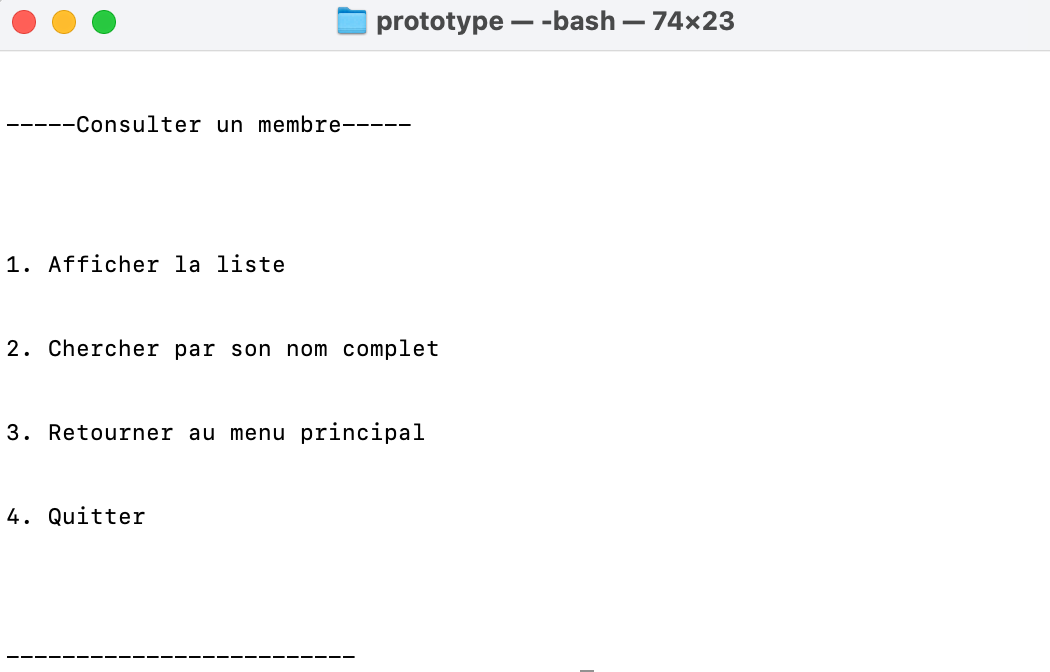 prototype — -bash — 74×23
-----Consulter un membre-----
1. Afficher la liste
2. Chercher par son nom complet
3. Retourner au menu principal
4. Quitter
-------------------------